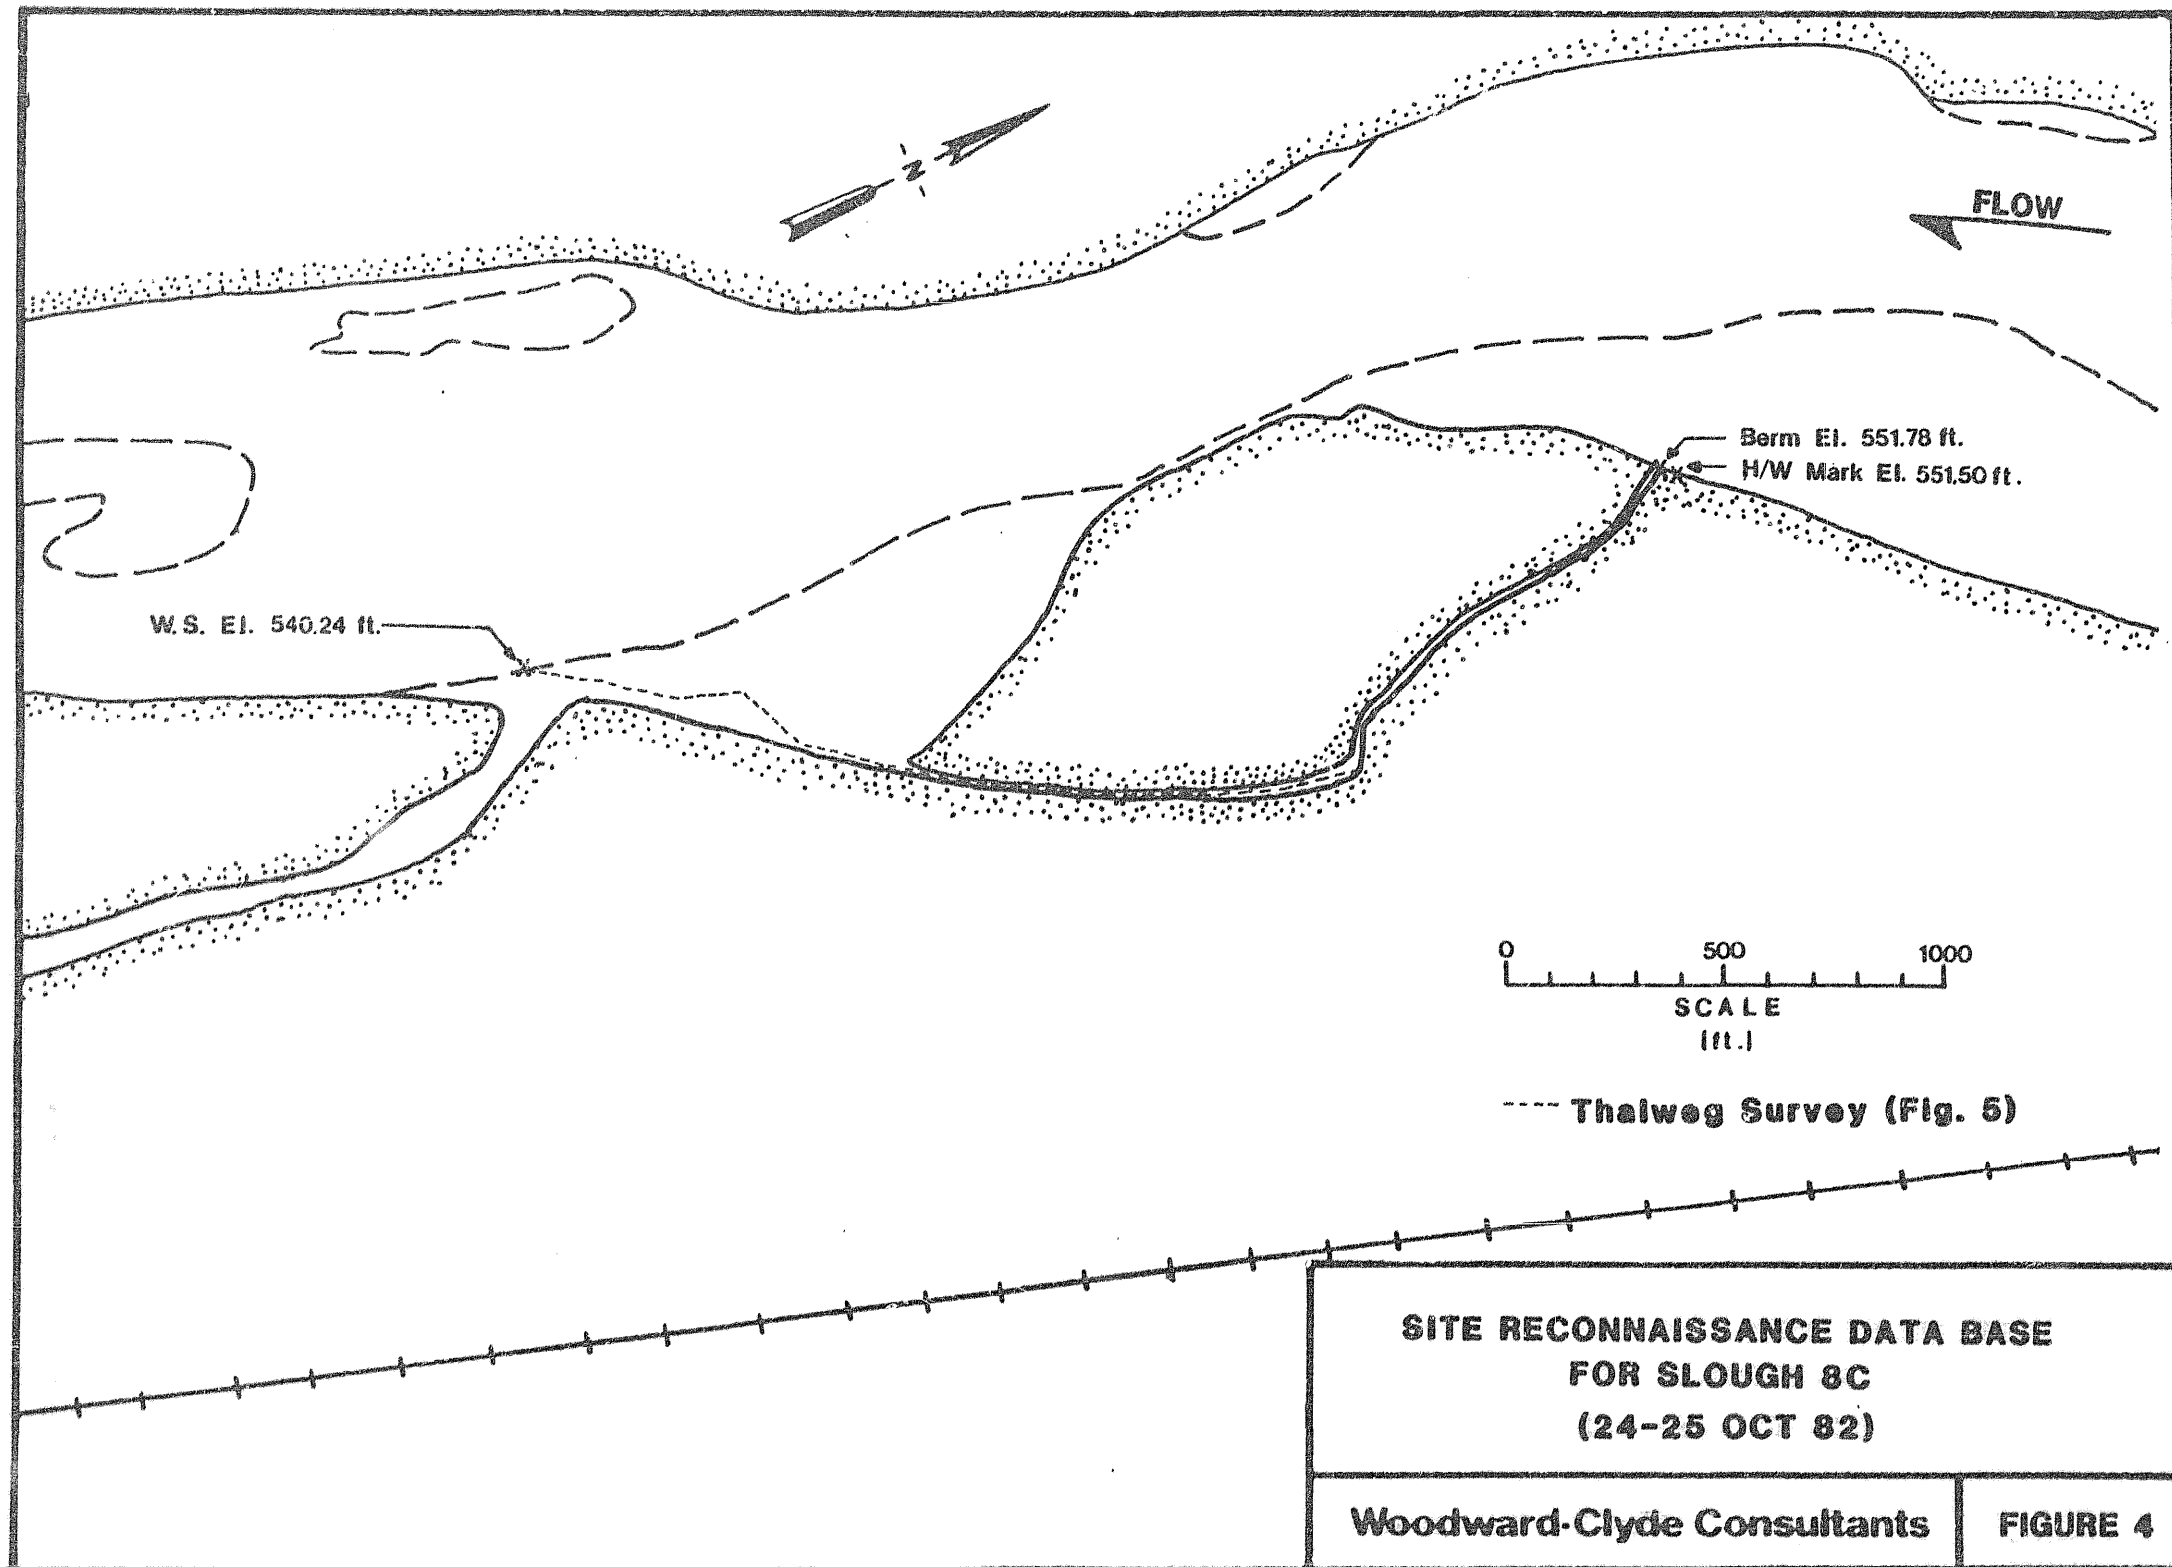 N
FLOW
Berm El. 551.78 ft.
H/W Mark El. 551.50 ft.
W.S. El. 540.24 ft.
0 500 1000
SCALE
(ft.)
Thalweg Survey (Fig. 5)
SITE RECONNAISSANCE DATA BASE
FOR SLOUGH 8C
(24-25 OCT 82)
Woodward-Clyde Consultants
FIGURE 4